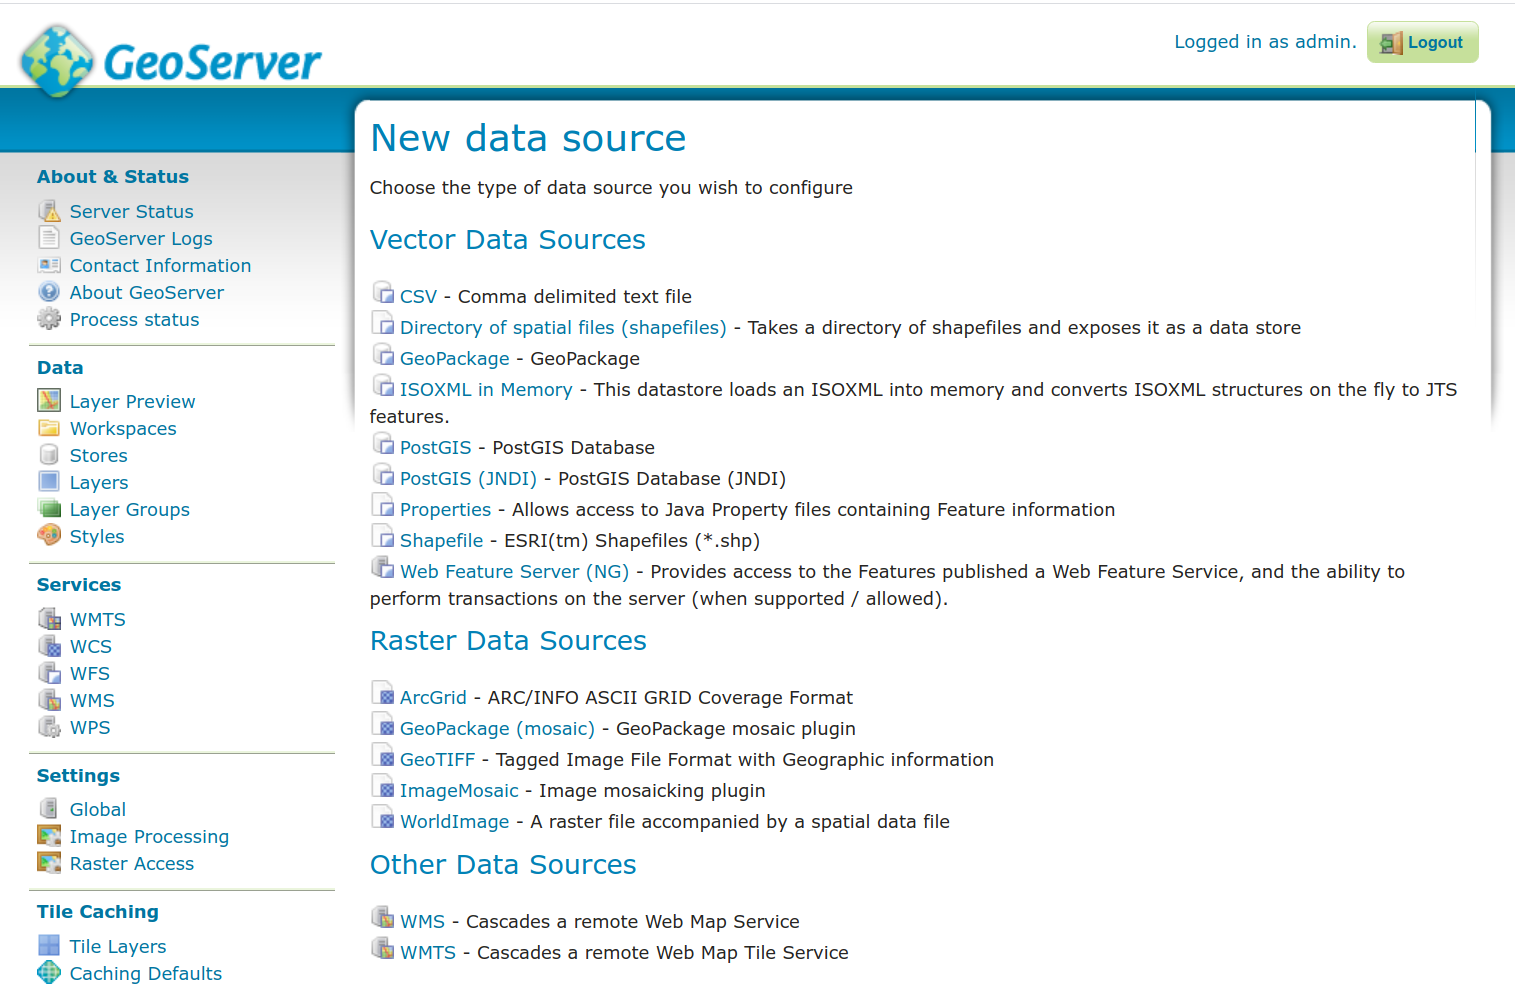 GeoServer
Logged in as admin.
Logout
About & Status
Server Status
GeoServer Logs
Contact Information
About GeoServer
Process status
Data
Layer Preview
Workspaces
Stores
Layers
Layer Groups
Styles
Services
WMTS
WCS
WFS
WMS
WPS
Settings
Global
Image Processing
Raster Access
Tile Caching
Tile Layers
Caching Defaults
New data source
Choose the type of data source you wish to configure
Vector Data Sources
CSV - Comma delimited text file
Directory of spatial files (shapefiles) - Takes a directory of shapefiles and exposes it as a data store
GeoPackage - GeoPackage
ISOXML in Memory - This datastore loads an ISOXML into memory and converts ISOXML structures on the fly to JTS
features.
PostGIS - PostGIS Database
PostGIS (JNDI) - PostGIS Database (JNDI)
Properties - Allows access to Java Property files containing Feature information
Shapefile - ESRI(tm) Shapefiles (*.shp)
Web Feature Server (NG) - Provides access to the Features published a Web Feature Service, and the ability to
perform transactions on the server (when supported / allowed).
Raster Data Sources
ArcGrid - ARC/INFO ASCII GRID Coverage Format
GeoPackage (mosaic) - GeoPackage mosaic plugin
GeoTIFF - Tagged Image File Format with Geographic information
ImageMosaic - Image mosaicking plugin
WorldImage - A raster file accompanied by a spatial data file
Other Data Sources
WMS - Cascades a remote Web Map Service
WMTS - Cascades a remote Web Map Tile Service